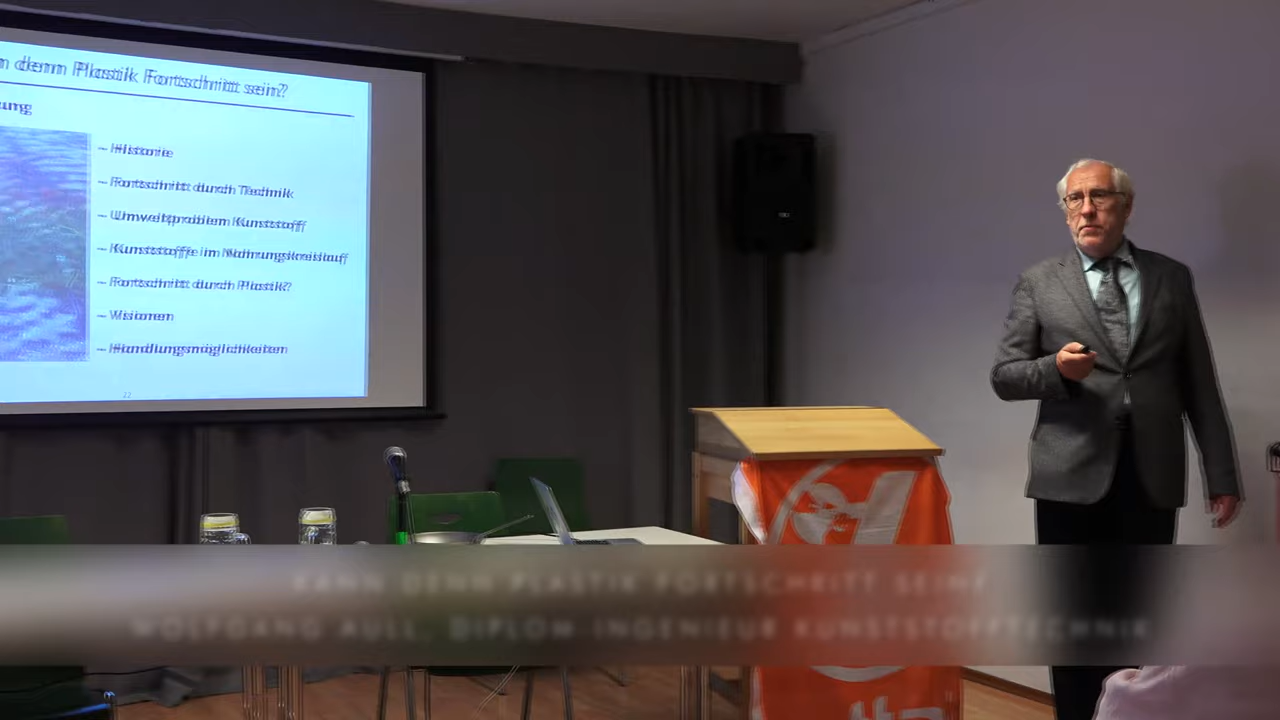 n denn Plastik Fortschritt sein?
ung
– Historie
– Fortschritt durch Technik
– Umweltproblem Kunststoff
– Kunststoffe im Nahrungskreislauf
– Fortschritt durch Plastik?
– Visionen
– Handlungsmöglichkeiten
22
KANN DENN PLASTIK FORTSCHRITT SEIN?
WOLFGANG AULL, DIPLOM-INGENIEUR KUNSTSTOFFTECHNIK